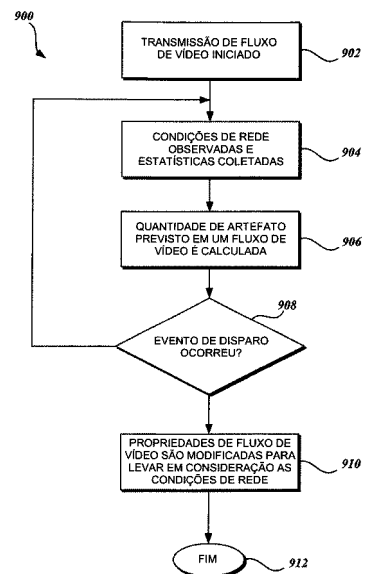 900
TRANSMISSÃO DE FLUXO
DE VÍDEO INICIADO
902
CONDIÇÕES DE REDE
OBSERVADAS E
ESTATÍSTICAS COLETADAS
904
QUANTIDADE DE ARTEFATO
PREVISTO EM UM FLUXO DE
VÍDEO É CALCULADA
906
908
EVENTO DE DISPARO
OCORREU?
PROPRIEDADES DE FLUXO DE
VÍDEO SÃO MODIFICADAS PARA
LEVAR EM CONSIDERAÇÃO AS
CONDIÇÕES DE REDE
910
FIM
912